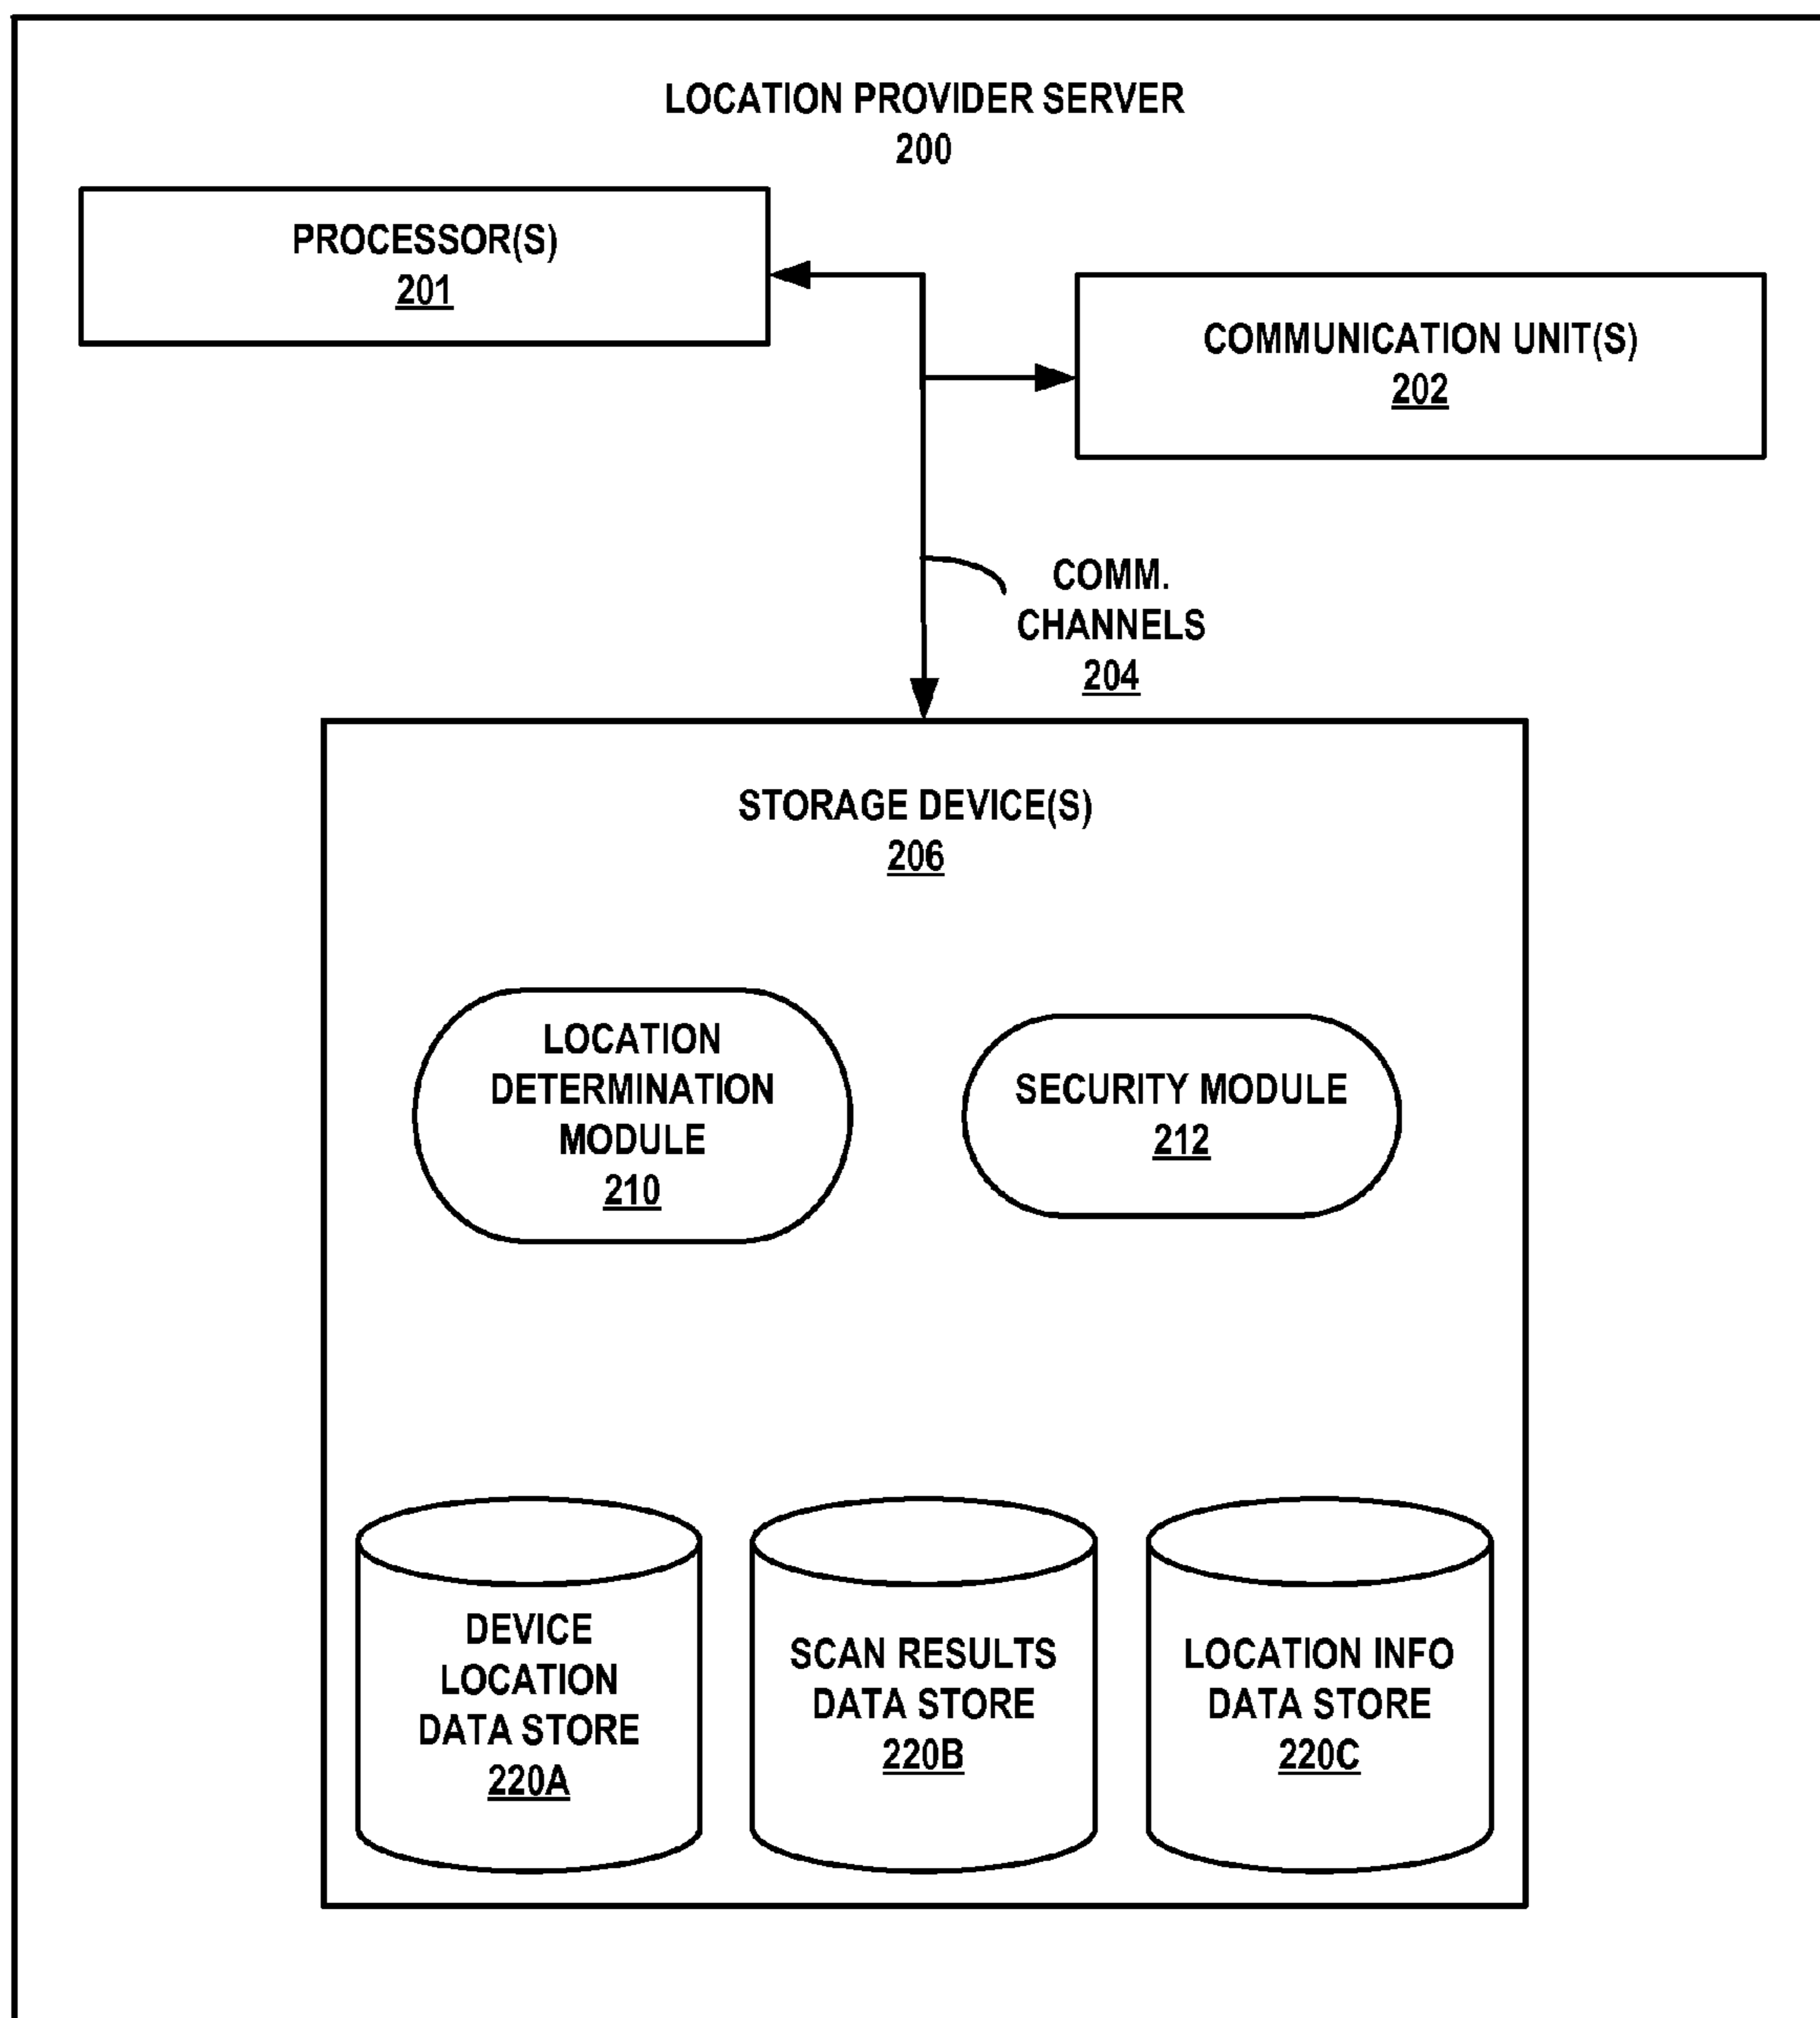 LOCATION PROVIDER SERVER
200
PROCESSOR(S)
201
COMMUNICATION UNIT(S)
202
COMM.
CHANNELS
204
STORAGE DEVICE(S)
206
LOCATION
DETERMINATION
MODULE
210
SECURITY MODULE
212
DEVICE
LOCATION
DATA STORE
220A
SCAN RESULTS
DATA STORE
220B
LOCATION INFO
DATA STORE
220C